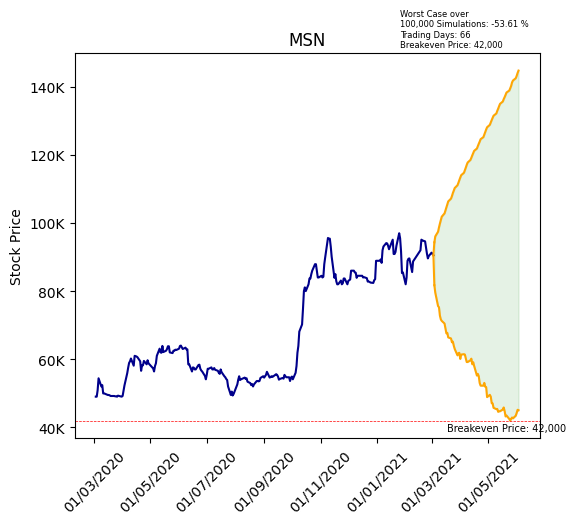 Worst Case over
100,000 Simulations: -53.61 %
Trading Days: 66
Breakeven Price: 42,000
MSN
Stock Price
140K
120K
100K
80K
60K
40K
Breakeven Price: 42,000
01/03/2020
01/05/2020
01/07/2020
01/09/2020
01/11/2020
01/01/2021
01/03/2021
01/05/2021